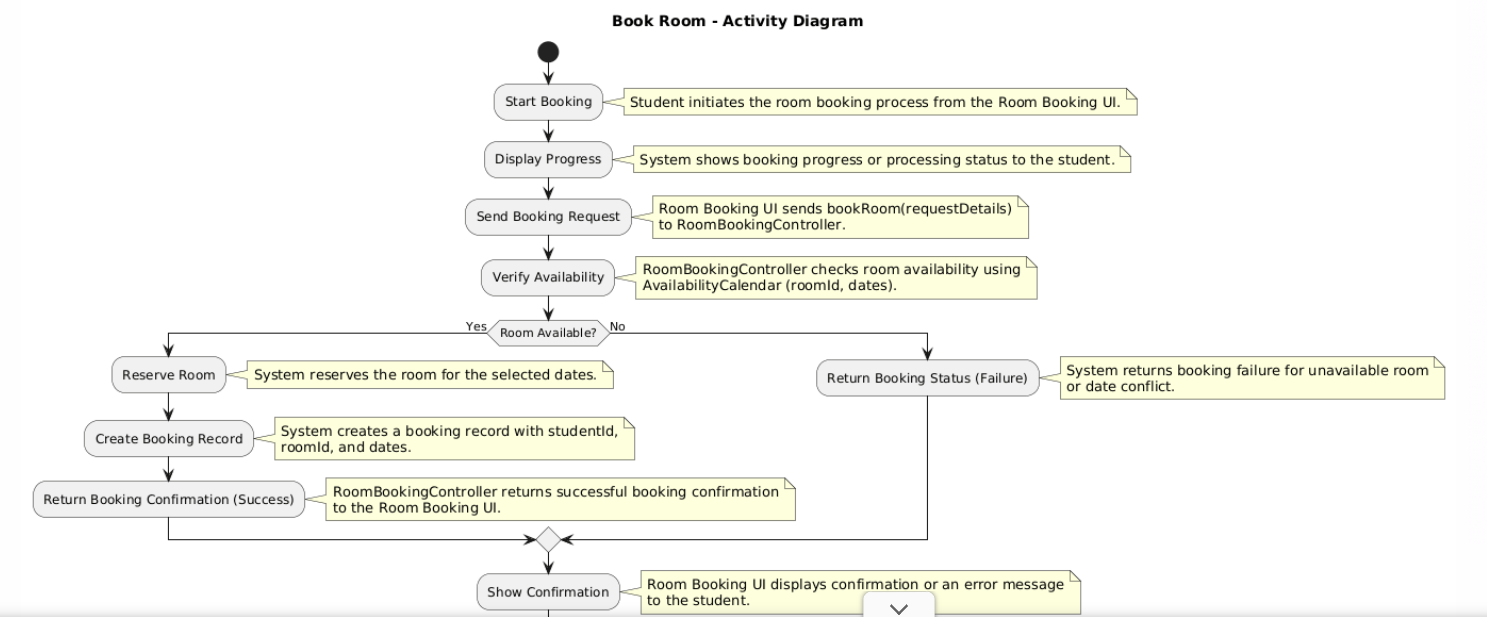 Book Room - Activity Diagram
Start Booking
Student initiates the room booking process from the Room Booking UI.
Display Progress
System shows booking progress or processing status to the student.
Send Booking Request
Room Booking UI sends bookRoom(requestDetails)
to RoomBookingController.
Verify Availability
RoomBookingController checks room availability using
AvailabilityCalendar (roomId, dates).
Yes
Room Available?
No
Reserve Room
System reserves the room for the selected dates.
Return Booking Status (Failure)
System returns booking failure for unavailable room
or date conflict.
Create Booking Record
System creates a booking record with studentId,
roomId, and dates.
Return Booking Confirmation (Success)
RoomBookingController returns successful booking confirmation
to the Room Booking UI.
Show Confirmation
Room Booking UI displays confirmation or an error message
to the student.